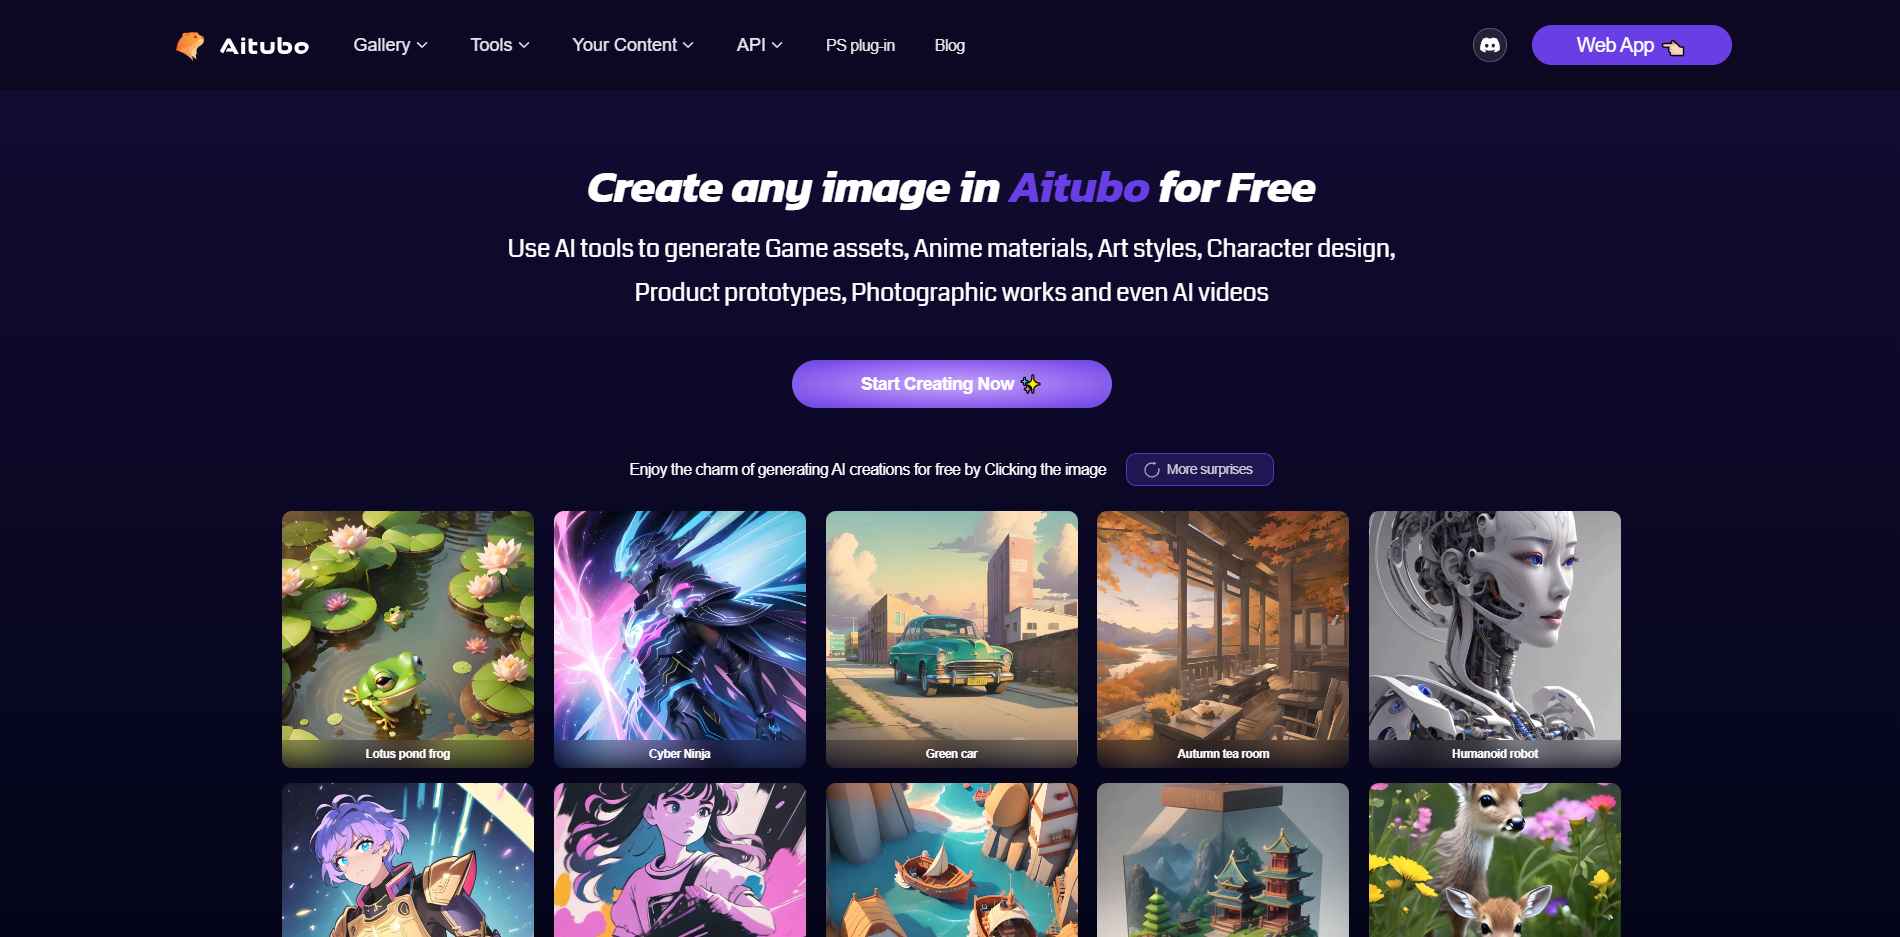 Aitubo
Gallery
Tools
Your Content
API
PS plug-in
Blog
Web App
Create any image in Aitubo for Free
Use AI tools to generate Game assets, Anime materials, Art styles, Character design,
Product prototypes, Photographic works and even AI videos
Start Creating Now
Enjoy the charm of generating AI creations for free by Clicking the image
More surprises
Lotus pond frog
Cyber Ninja
Green car
Autumn tea room
Humanoid robot